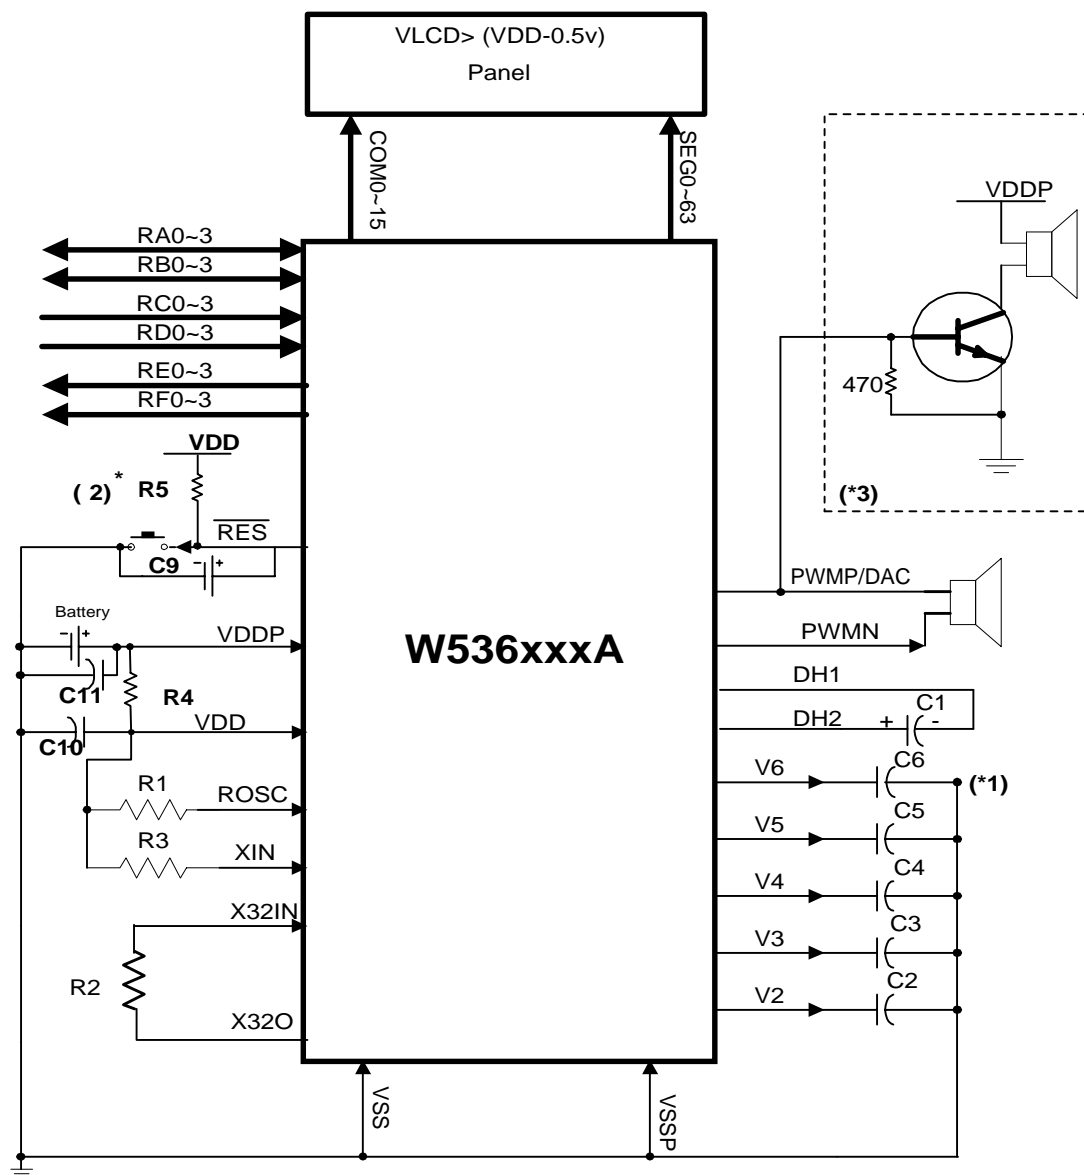 VLCD> (VDD-0.5v)
Panel
COM0~15
SEG0~63
VDDP
RA0~3
RB0~3
RC0~3
RD0~3
RE0~3
RF0~3
470
(*3)
VDD
( 2)* R5
RES
C9
Battery
VDDP
C11
R4
VDD
C10
R1
ROSC
R3
XIN
X32IN
R2
X32O
W536xxxA
PWMP/DAC
PWMN
DH1
C1
DH2
+
-
C6
V6
(*1)
C5
V5
C4
V4
C3
V3
C2
V2
VSS
VSSP